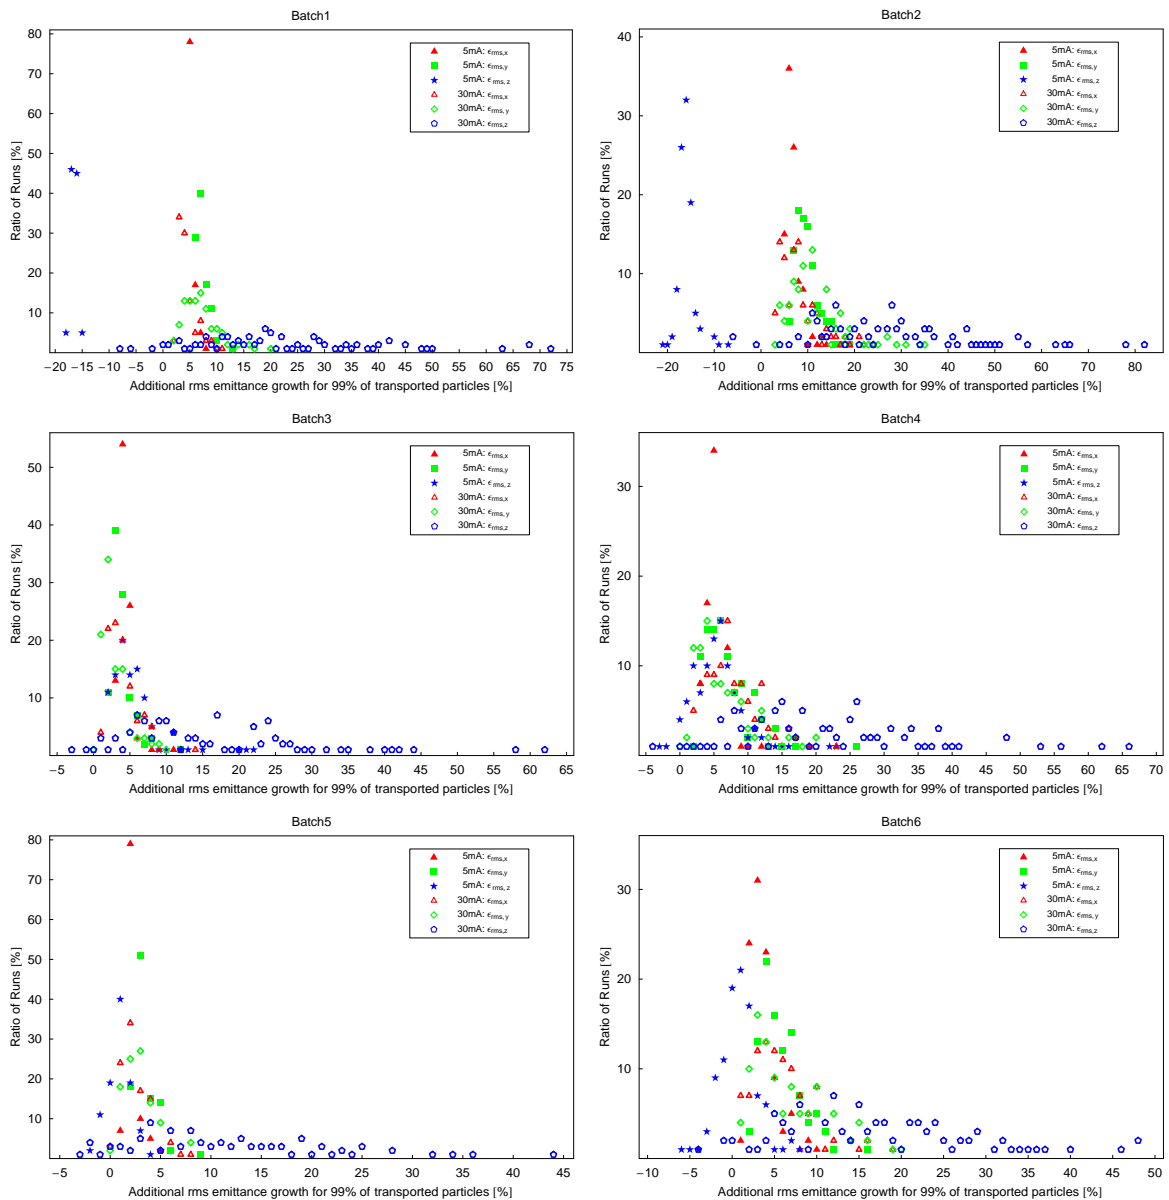 Batch1
80
70
60
50
40
30
20
10
Ratio of Runs [%]
5mA: ϵrms,x
5mA: ϵrms,y
5mA: ϵrms, z
30mA: ϵrms,x
30mA: ϵrms, y
30mA: ϵrms,z
−20 −15 −10 −5 0 5 10 15 20 25 30 35 40 45 50 55 60 65 70 75
Additional rms emittance growth for 99% of transported particles [%]
Batch2
40
30
20
10
Ratio of Runs [%]
5mA: ϵrms,x
5mA: ϵrms,y
5mA: ϵrms, z
30mA: ϵrms,x
30mA: ϵrms, y
30mA: ϵrms,z
−20 −10 0 10 20 30 40 50 60 70 80
Additional rms emittance growth for 99% of transported particles [%]
Batch3
50
40
30
20
10
Ratio of Runs [%]
5mA: ϵrms,x
5mA: ϵrms,y
5mA: ϵrms, z
30mA: ϵrms,x
30mA: ϵrms, y
30mA: ϵrms,z
−5 0 5 10 15 20 25 30 35 40 45 50 55 60 65
Additional rms emittance growth for 99% of transported particles [%]
Batch4
30
20
10
Ratio of Runs [%]
5mA: ϵrms,x
5mA: ϵrms,y
5mA: ϵrms, z
30mA: ϵrms,x
30mA: ϵrms, y
30mA: ϵrms,z
−5 0 5 10 15 20 25 30 35 40 45 50 55 60 65 70
Additional rms emittance growth for 99% of transported particles [%]
Batch5
80
70
60
50
40
30
20
10
Ratio of Runs [%]
5mA: ϵrms,x
5mA: ϵrms,y
5mA: ϵrms, z
30mA: ϵrms,x
30mA: ϵrms, y
30mA: ϵrms,z
−5 0 5 10 15 20 25 30 35 40 45
Additional rms emittance growth for 99% of transported particles [%]
Batch6
30
20
10
Ratio of Runs [%]
5mA: ϵrms,x
5mA: ϵrms,y
5mA: ϵrms, z
30mA: ϵrms,x
30mA: ϵrms, y
30mA: ϵrms,z
−10 −5 0 5 10 15 20 25 30 35 40 45 50
Additional rms emittance growth for 99% of transported particles [%]